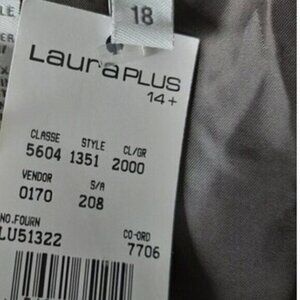 18
Laura PLUS
14+
CLASSE STYLE CL/GR
5604 1351 2000
VENDOR S/A
0170 208
NO.FOURN CO-ORD
LU51322 7706